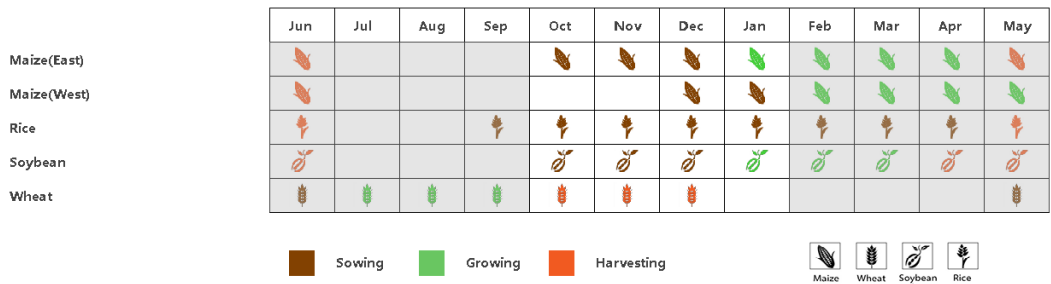 Jun Jul Aug Sep Oct Nov Dec Jan Feb Mar Apr May
Maize(East)
Maize(West)
Rice
Soybean
Wheat
Sowing Growing Harvesting
Maize Wheat Soybean Rice